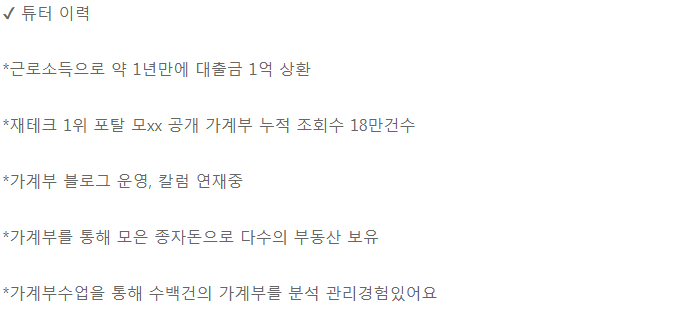 ✔ 튜터 이력
*근로소득으로 약 1년만에 대출금 1억 상환
*재테크 1위 포탈 모xx 공개 가계부 누적 조회수 18만건수
*가계부 블로그 운영, 칼럼 연재중
*가계부를 통해 모은 종자돈으로 다수의 부동산 보유
*가계부수업을 통해 수백건의 가계부를 분석 관리경험있어요